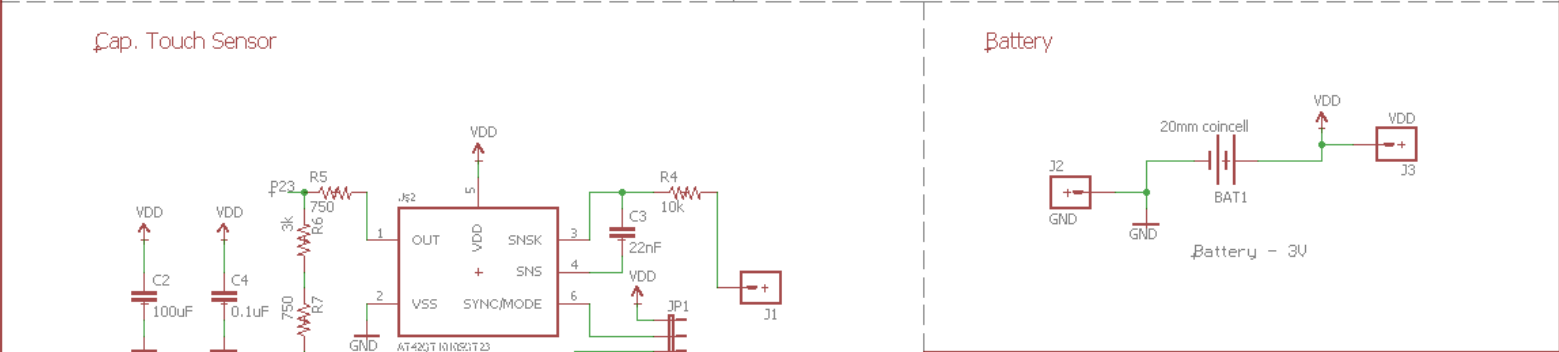 Cap. Touch Sensor
Battery
VDD
VDD
VDD
20mm coincell
J2
J3
BAT1
GND
GND
Battery - 3V
P23
R5
750
3k
R6
R4
10k
VDD
VDD
5
1
OUT
VDD
SNSK
3
C3
22nF
SNS
4
VDD
C2
100uF
C4
0.1uF
750
R7
2
VSS
SYNC/MODE
6
JP1
J1
GND